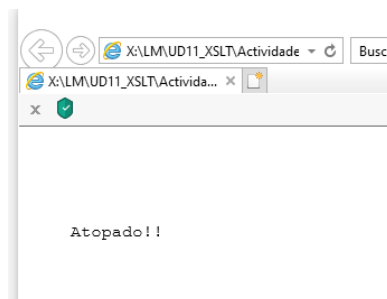 X:\LM\UD11_XSLT\Actividade
Busc
X:\LM\UD11_XSLT\Activida...
Atopado!!